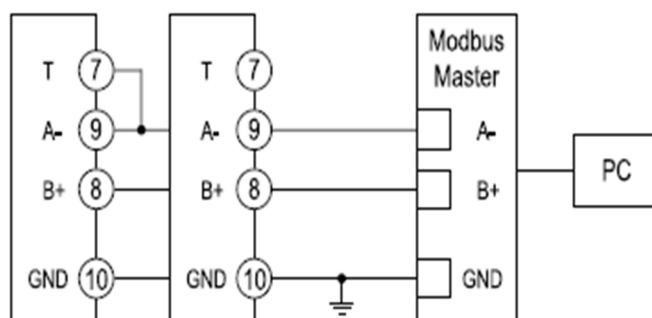 T 7 T 7 Modbus
Master
A- 9 A- 9 A-
B+ 8 B+ 8 B+ PC
GND 10 GND 10 GND